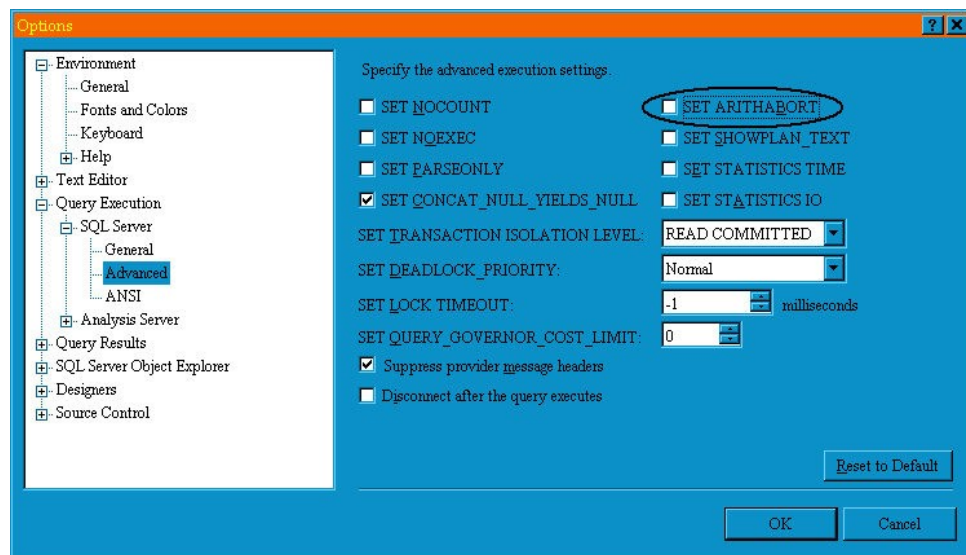 Options
Environment
General
Fonts and Colors
Keyboard
Help
Text Editor
Query Execution
SQL Server
General
Advanced
ANSI
Analysis Server
Query Results
SQL Server Object Explorer
Designers
Source Control
Specify the advanced execution settings.
SET NOCOUNT
SET ARITHABORT
SET NOEXEC
SET SHOWPLAN_TEXT
SET PARSEONLY
SET STATISTICS TIME
SET CONCAT_NULL_YIELDS_NULL
SET STATISTICS IO
SET TRANSACTION ISOLATION LEVEL: READ COMMITTED
SET DEADLOCK_PRIORITY: Normal
SET LOCK TIMEOUT: -1 milliseconds
SET QUERY_GOVERNOR_COST_LIMIT: 0
Suppress provider message headers
Disconnect after the query executes
Reset to Default
OK Cancel